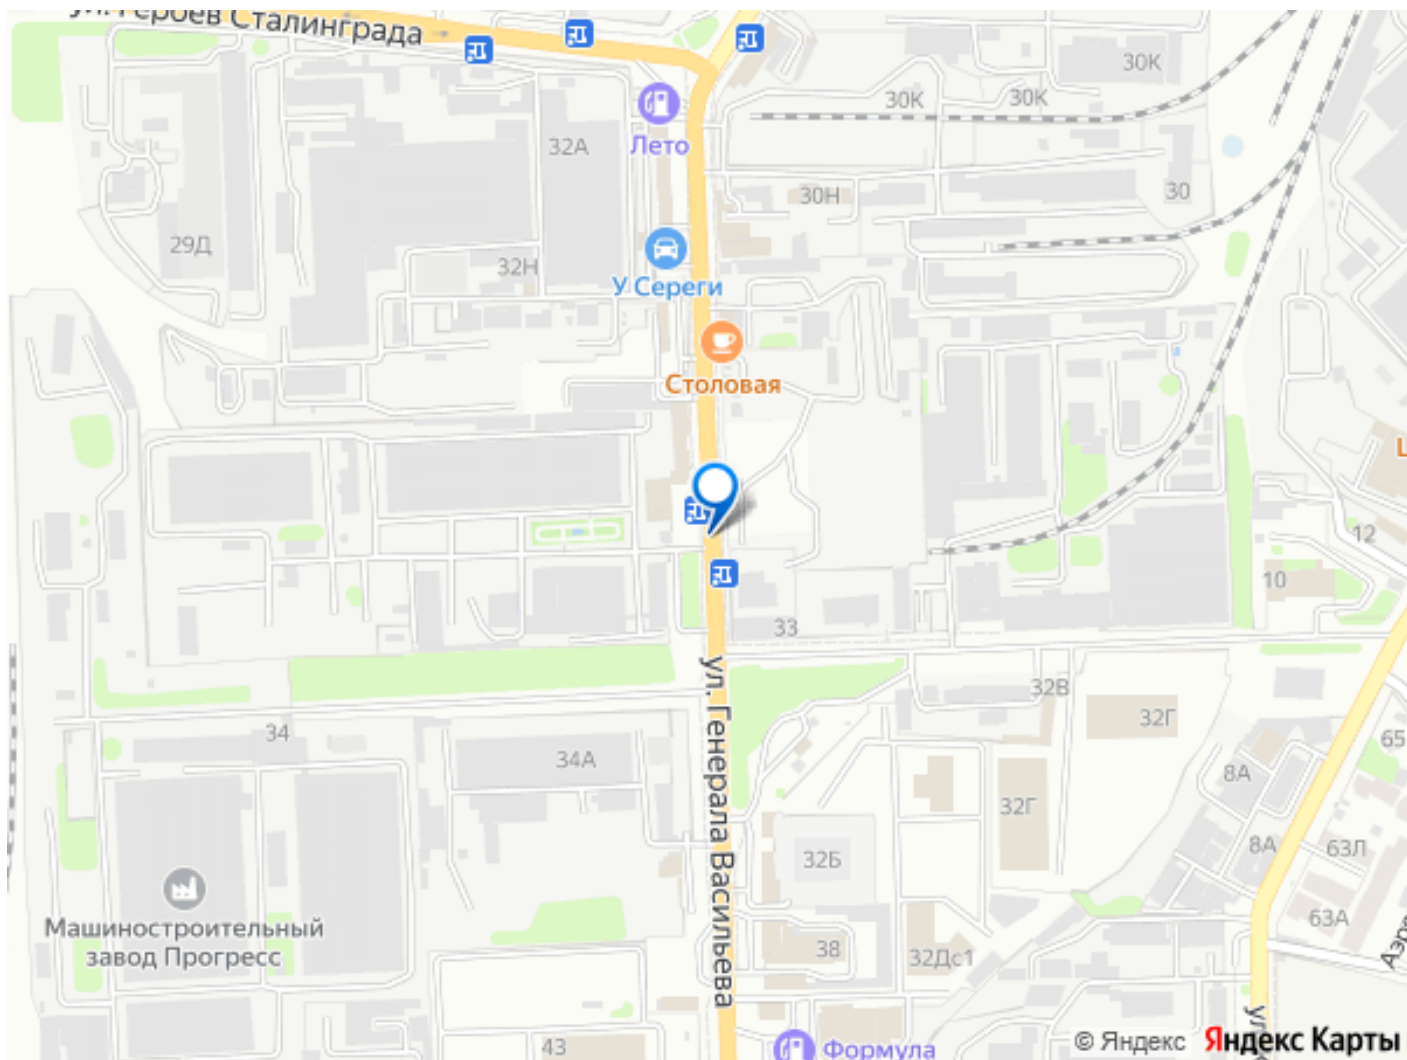 ул. Героев Сталинграда
30К
30К
30К
Лето
32А
30Н
30
29Д
32Н
У Сереги
Столовая
12
10
33
ул. Генерала Васильева
32В
32Г
34
34А
65
8А
32Г
32Б
8А
63Л
63А
Машиностроительный
завод Прогресс
38
32Дс1
43
Формула
© Яндекс
Яндекс Карты